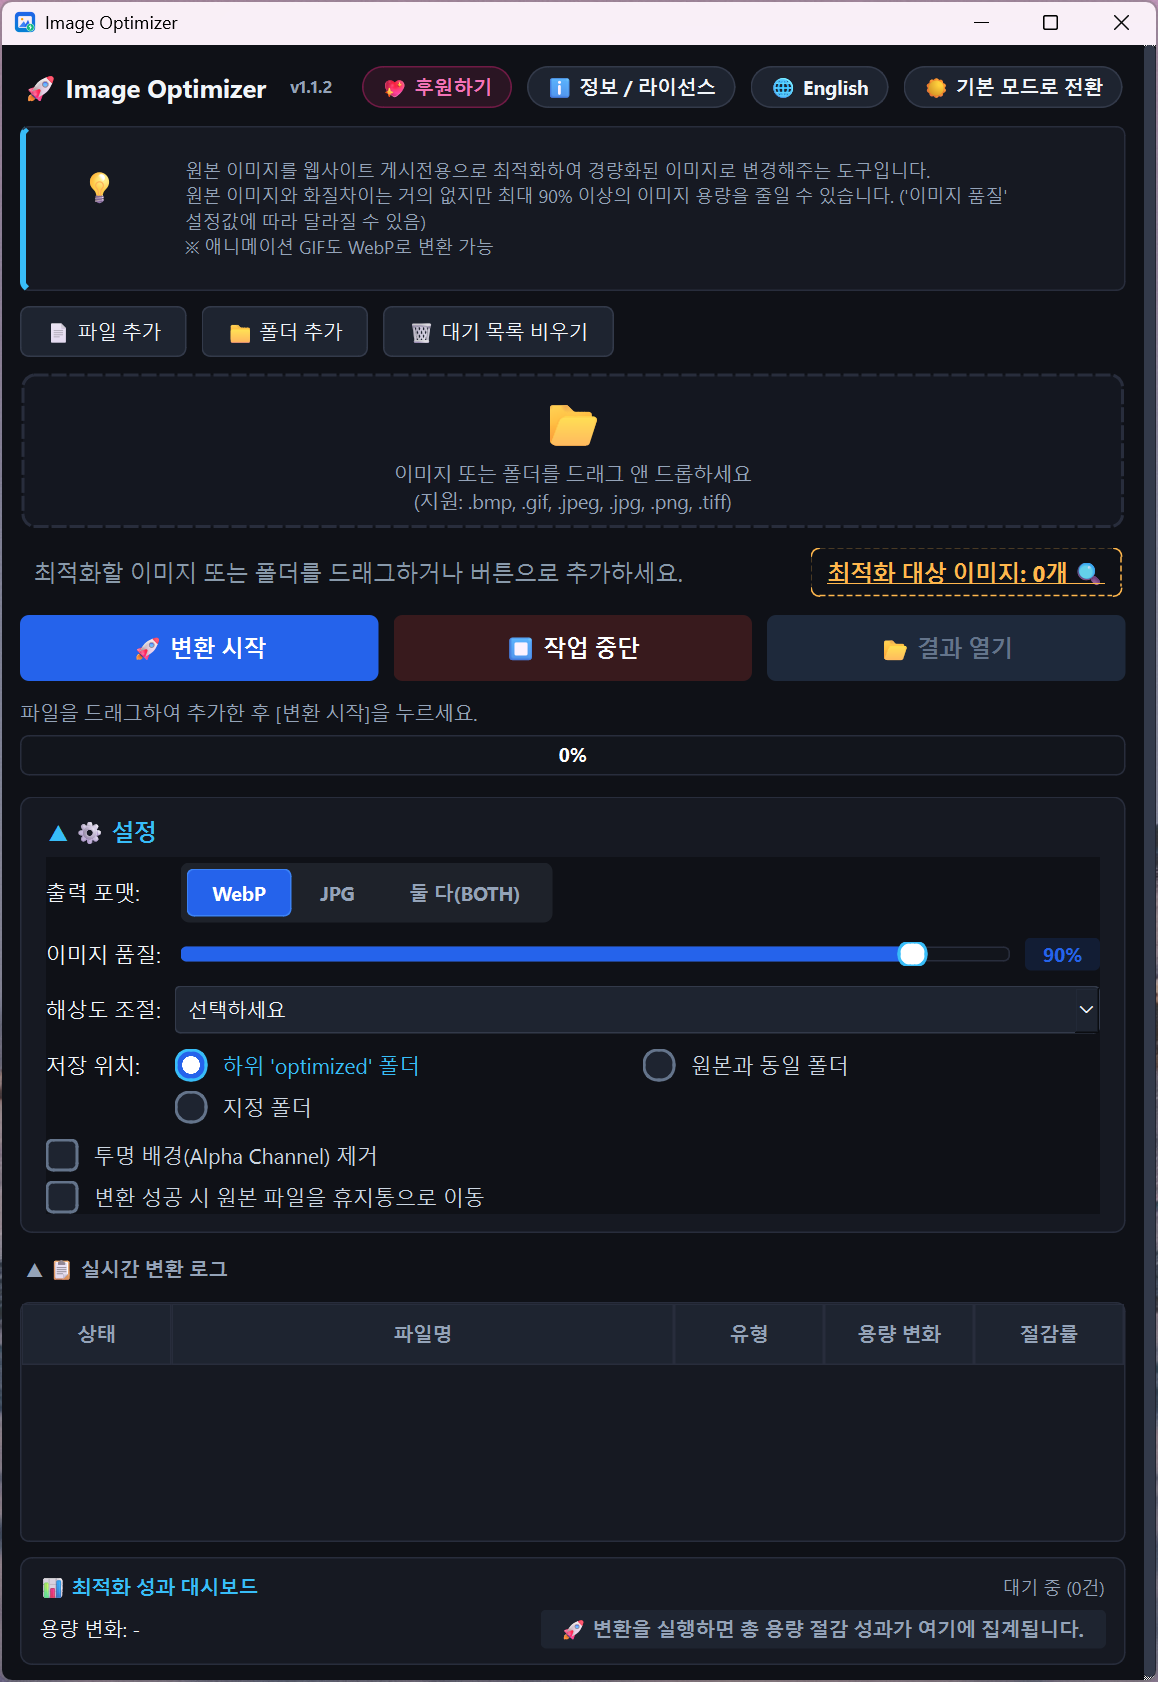 Image Optimizer
Image Optimizer v1.1.2 후원하기 정보 / 라이선스 English 기본 모드로 전환
원본 이미지를 웹사이트 게시전용으로 최적화하여 경량화된 이미지로 변경해주는 도구입니다.
원본 이미지와 화질차이는 거의 없지만 최대 90% 이상의 이미지 용량을 줄일 수 있습니다. ('이미지 품질'
설정값에 따라 달라질 수 있음)
※ 애니메이션 GIF도 WebP로 변환 가능
파일 추가 폴더 추가 대기 목록 비우기
이미지 또는 폴더를 드래그 앤 드롭하세요
(지원: .bmp, .gif, .jpeg, .jpg, .png, .tiff)
최적화할 이미지 또는 폴더를 드래그하거나 버튼으로 추가하세요. 최적화 대상 이미지: 0개
변환 시작 작업 중단 결과 열기
파일을 드래그하여 추가한 후 [변환 시작]을 누르세요.
0%
▲ 설정
출력 포맷: WebP JPG 둘 다(BOTH)
이미지 품질: 90%
해상도 조절: 선택하세요
저장 위치: 하위 'optimized' 폴더 원본과 동일 폴더
지정 폴더
투명 배경(Alpha Channel) 제거
변환 성공 시 원본 파일을 휴지통으로 이동
▲ 실시간 변환 로그
상태 파일명 유형 용량 변화 절감률
최적화 성과 대시보드 대기 중 (0건)
용량 변화: - 변환을 실행하면 총 용량 절감 성과가 여기에 집계됩니다.